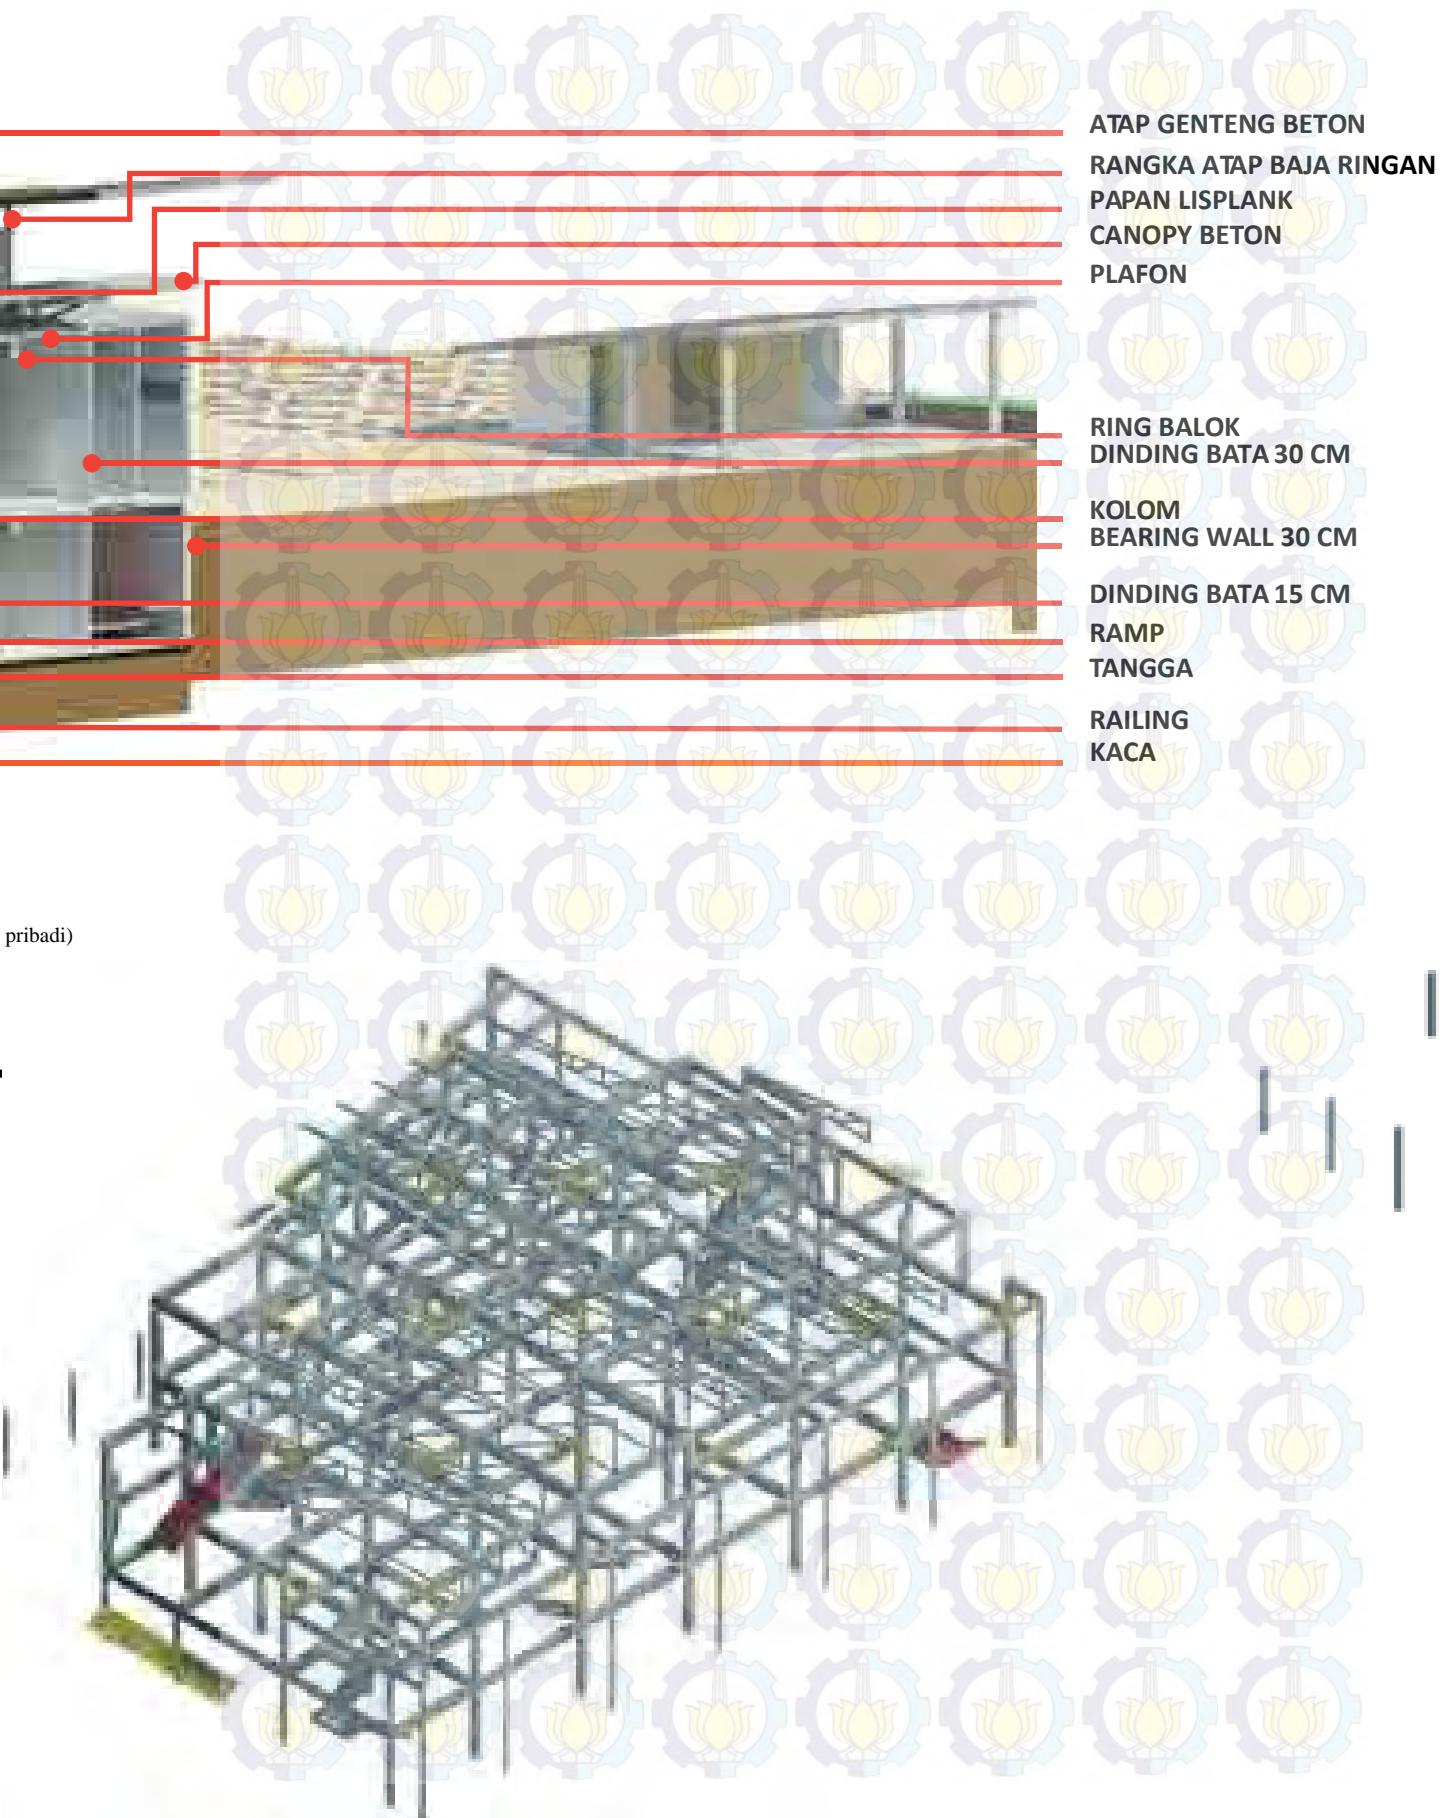 ATAP GENTENG BETON
RANGKA ATAP BAJA RINGAN
PAPAN LISPLANK
CANOPY BETON
PLAFON
RING BALOK
DINDING BATA 30 CM
KOLOM
BEARING WALL 30 CM
DINDING BATA 15 CM
RAMP
TANGGA
RAILING
KACA
pribadi)